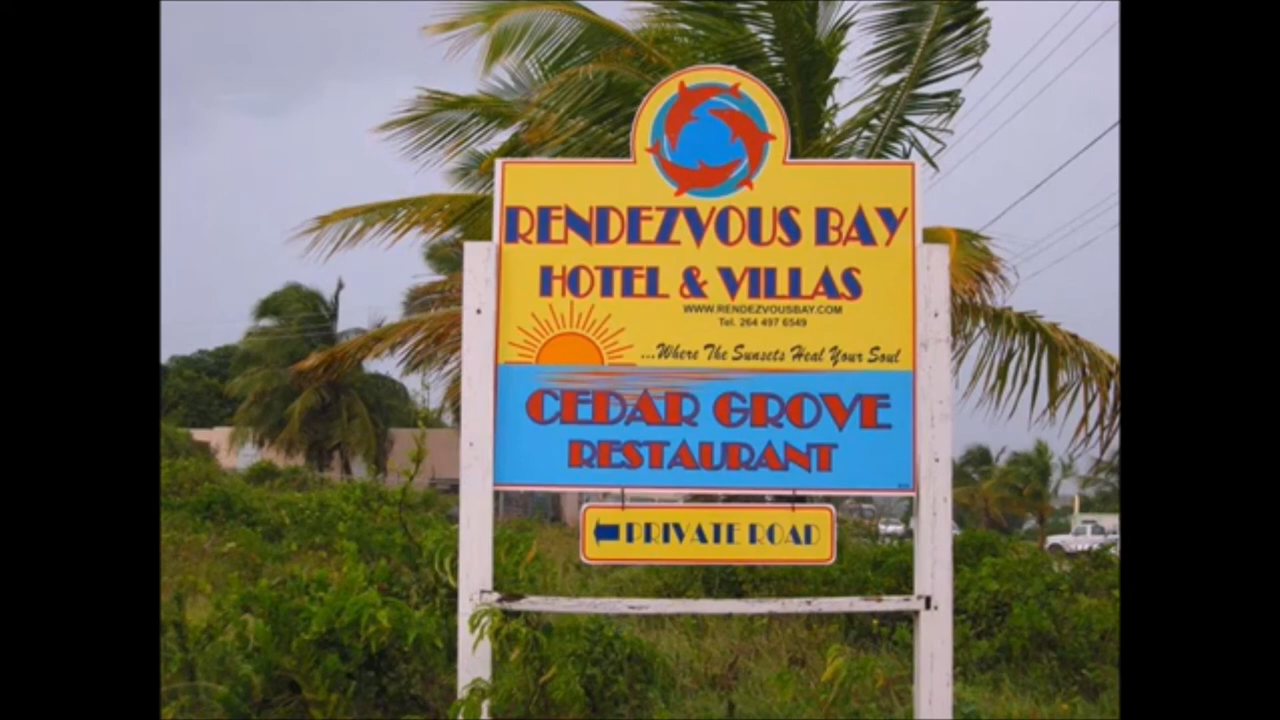 RENDEZVOUS BAY
HOTEL & VILLAS
WWW.RENDEZVOUSBAY.COM
Tel. 264 497 6549
...Where The Sunsets Heal Your Soul
CEDAR GROVE
RESTAURANT
PRIVATE ROAD